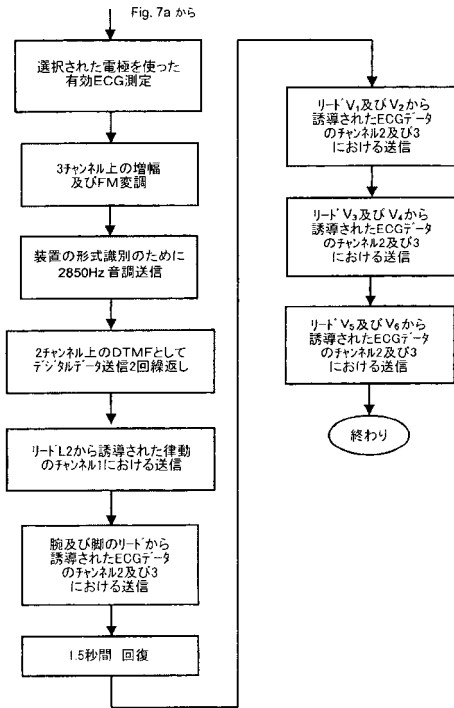 Fig. 7a から
選択された電極を使った
有効ECG測定
3チャンネル上の増幅
及びFM変調
装置の形式識別のために
2850Hz 音調送信
2チャンネル上のDTMFとして
デジタルデータ送信2回繰返し
リードL2から誘導された律動
のチャンネル1における送信
腕及び脚のリードから
誘導されたECGデータ
のチャンネル2及び3
における送信
1.5秒間 回復
リードV₁及びV₂から
誘導されたECGデータ
のチャンネル2及び3
における送信
リードV₃及びV₄から
誘導されたECGデータ
のチャンネル2及び3
における送信
リードV₅及びV₆から
誘導されたECGデータ
のチャンネル2及び3
における送信
終わり